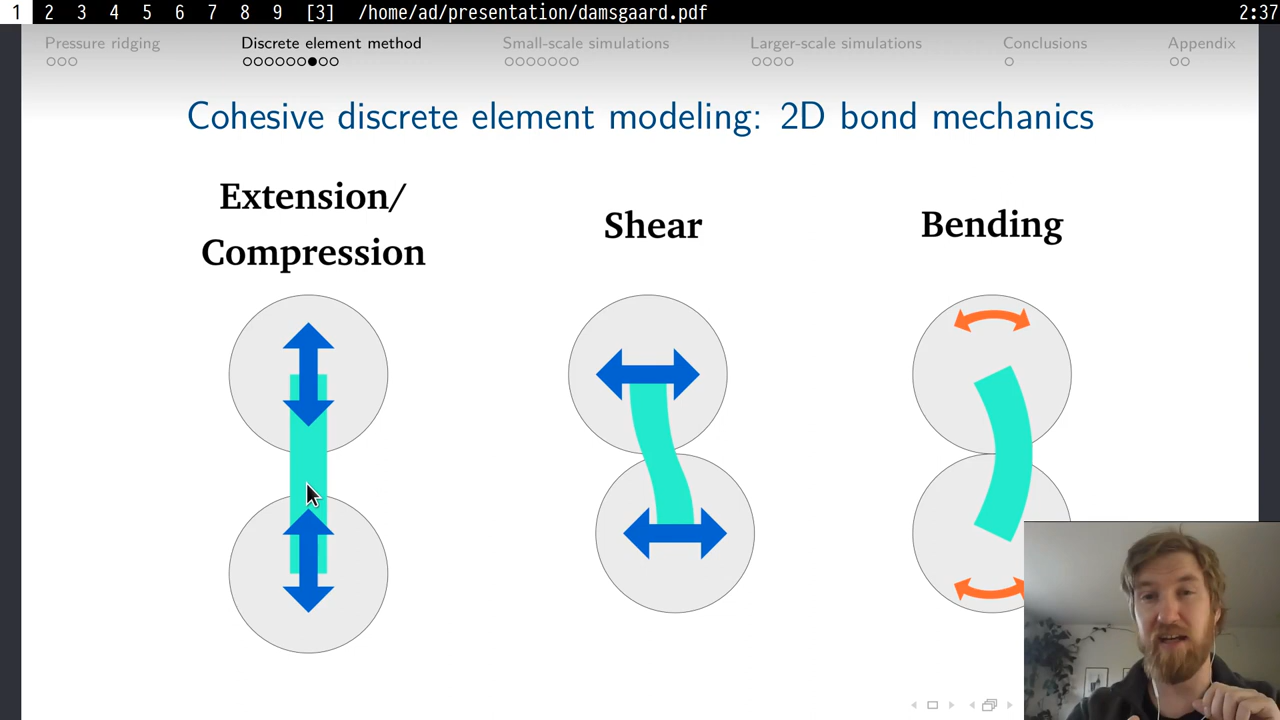 1 2 3 4 5 6 7 8 9 [3] /home/ad/presentation/damsgaard.pdf 2:37
Pressure ridging Discrete element method Small-scale simulations Larger-scale simulations Conclusions Appendix
Cohesive discrete element modeling: 2D bond mechanics
Extension/
Compression
Shear
Bending